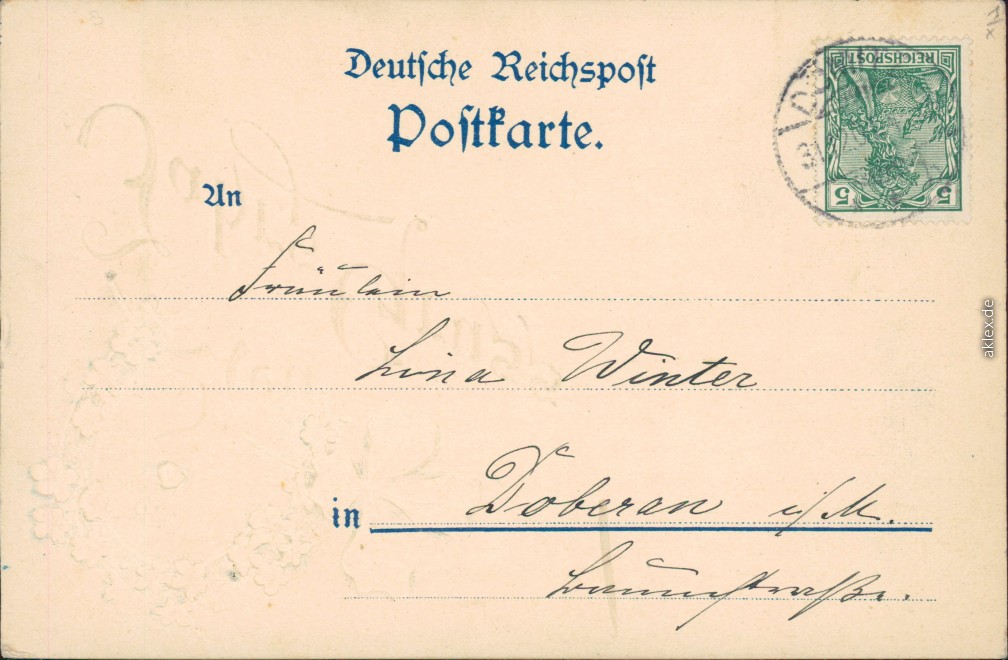 Deutsche Reichspost
Postkarte.
REICHSPOST
5 5
An
Fräulein
Lina Winter
in Doberan i/M.
aklex.de